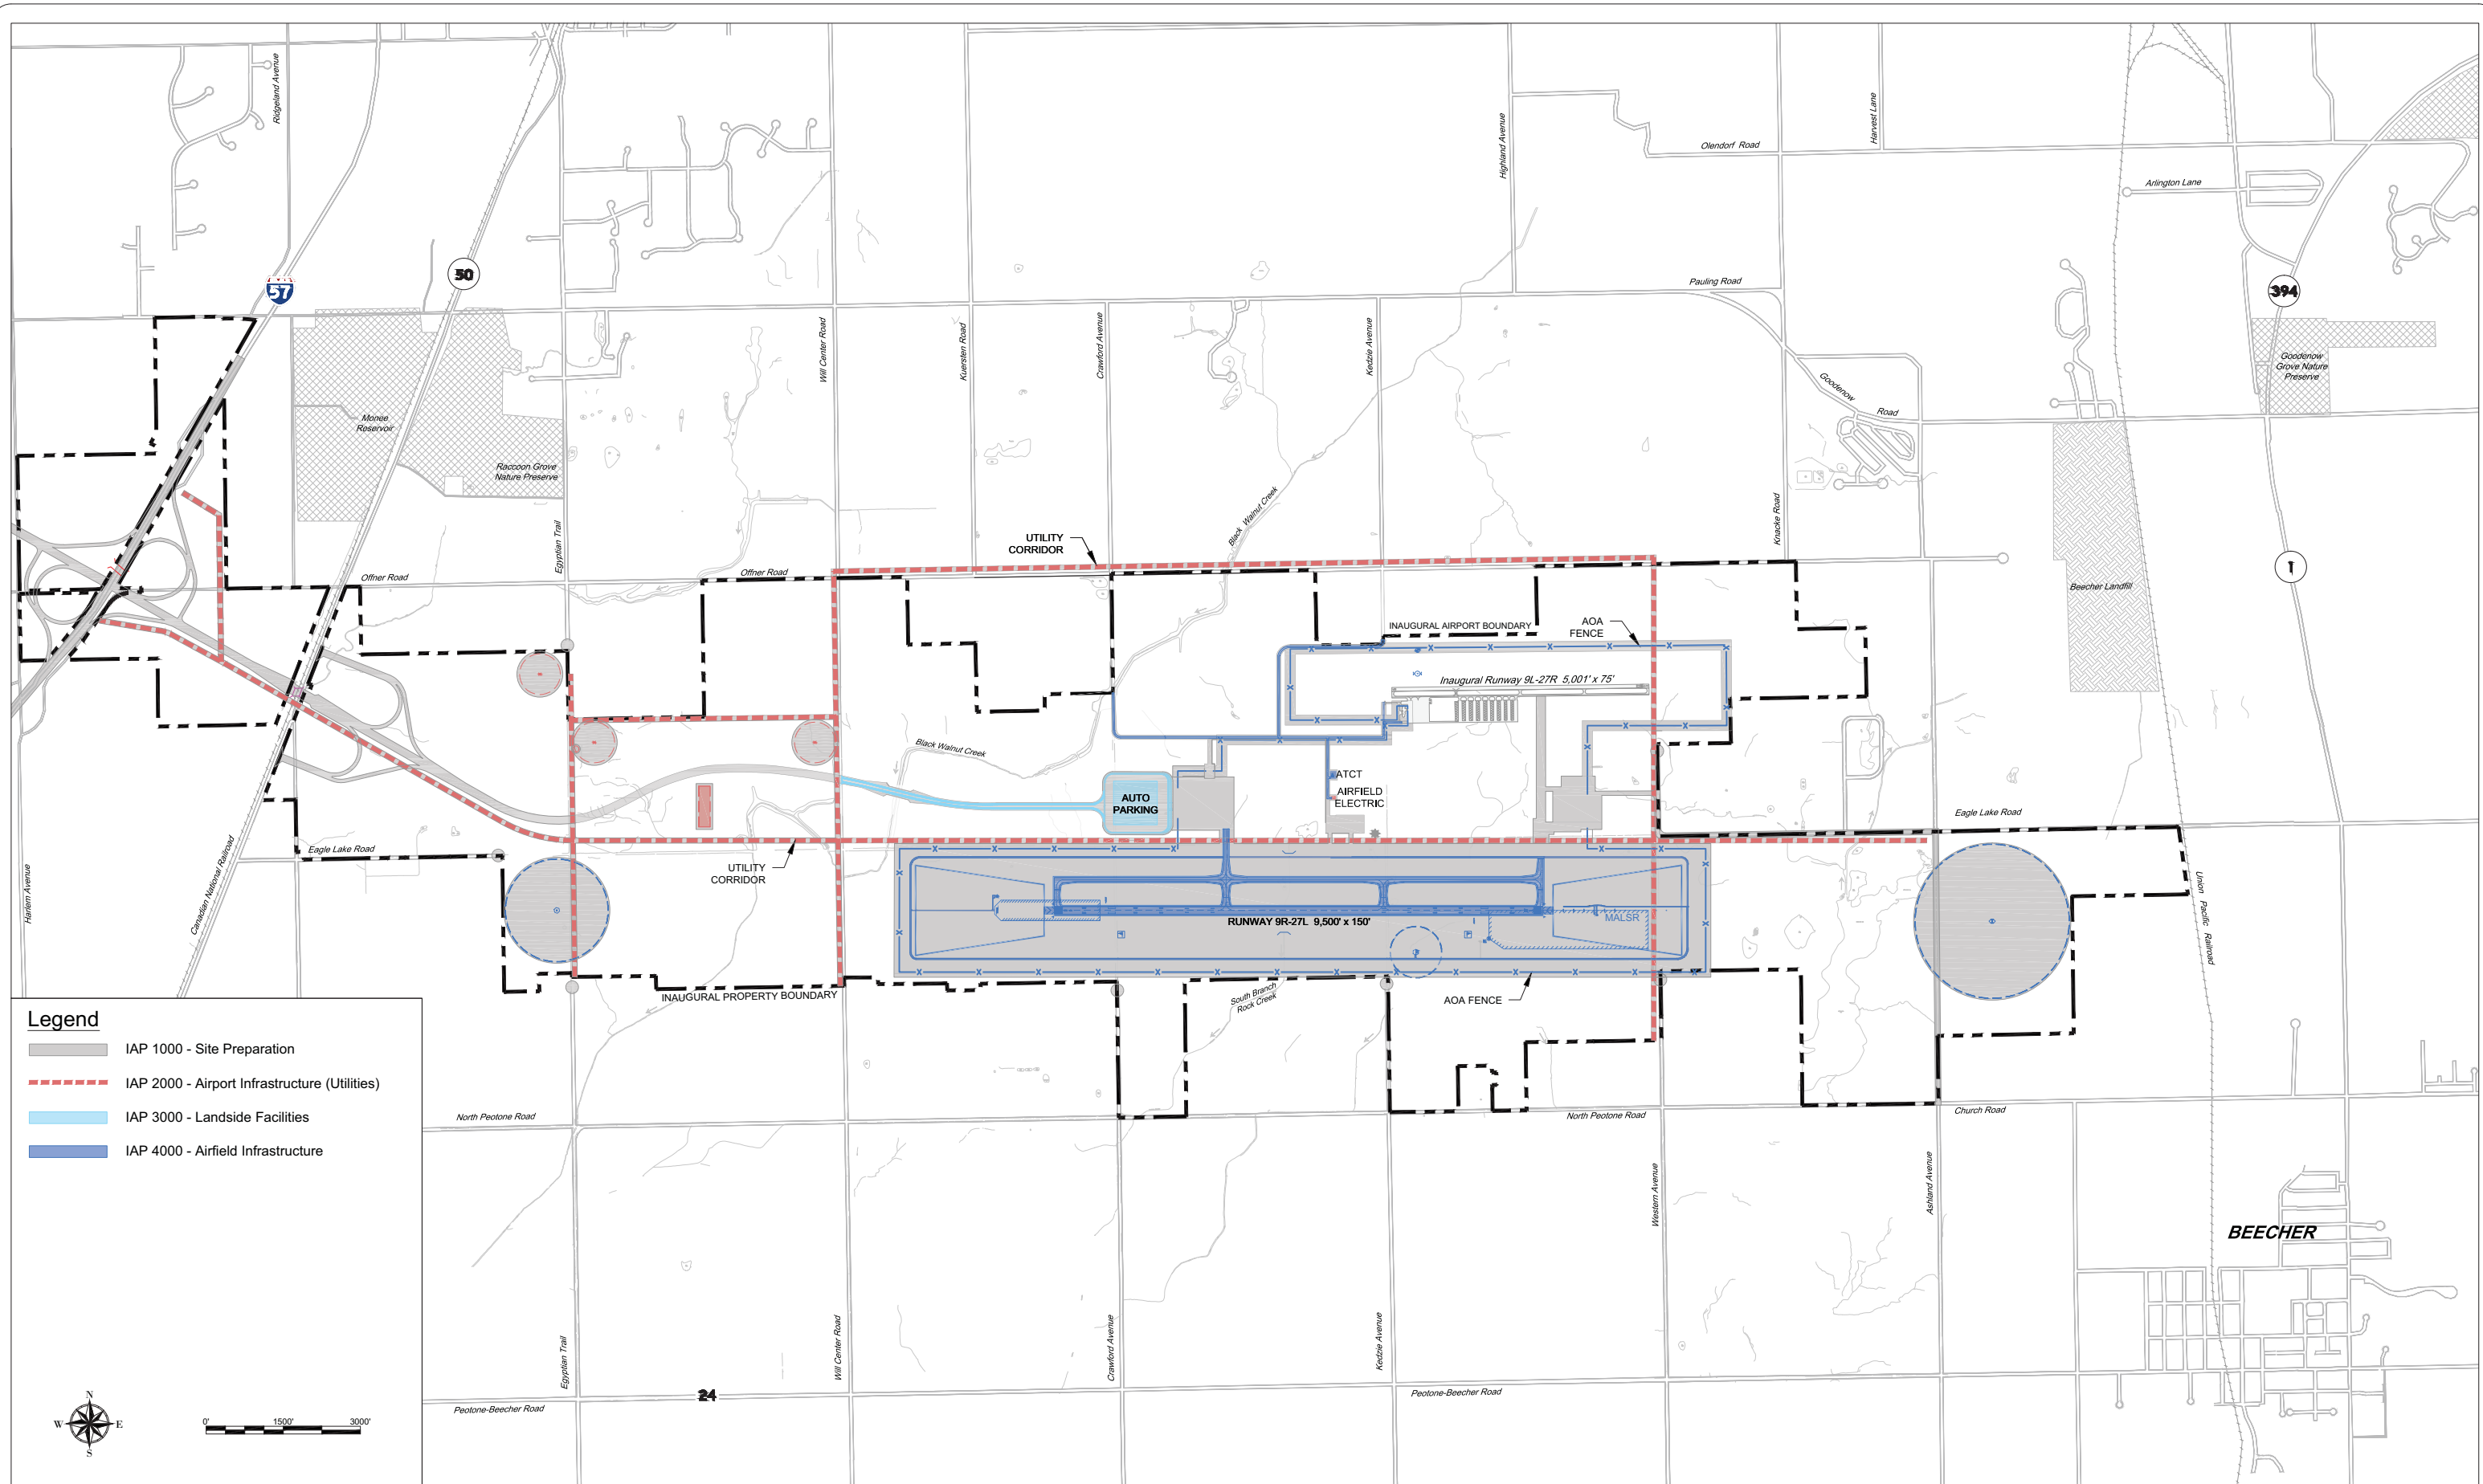 Ridgeland Avenue
Highland Avenue
Harvest Lane
Olendorf Road
Arlington Lane
57
50
Pauling Road
394
Will Center Road
Kuersten Road
Crawford Avenue
Kedzie Avenue
Goodenow
Grove Nature
Preserve
Goodenow
Road
Monee
Reservoir
Raccoon Grove
Nature Preserve
Black Walnut Creek
Knacke Road
Egyptian Trail
UTILITY
CORRIDOR
Offner Road
Offner Road
1
Beecher Landfill
INAUGURAL AIRPORT BOUNDARY
AOA
FENCE
Inaugural Runway 9L-27R 5,001' x 75'
Black Walnut Creek
ATCT
AIRFIELD
ELECTRIC
AUTO
PARKING
Eagle Lake Road
Eagle Lake Road
UTILITY
CORRIDOR
Harlem Avenue
Canadian National Railroad
Union Pacific Railroad
RUNWAY 9R-27L 9,500' x 150'
MALSR
INAUGURAL PROPERTY BOUNDARY
South Branch
Rock Creek
AOA FENCE
Legend
IAP 1000 - Site Preparation
IAP 2000 - Airport Infrastructure (Utilities)
IAP 3000 - Landside Facilities
IAP 4000 - Airfield Infrastructure
North Peotone Road
North Peotone Road
Church Road
Western Avenue
Ashland Avenue
BEECHER
Egyptian Trail
Will Center Road
Crawford Avenue
Kedzie Avenue
24
Peotone-Beecher Road
Peotone-Beecher Road
N
W E
S
0' 1500' 3000'